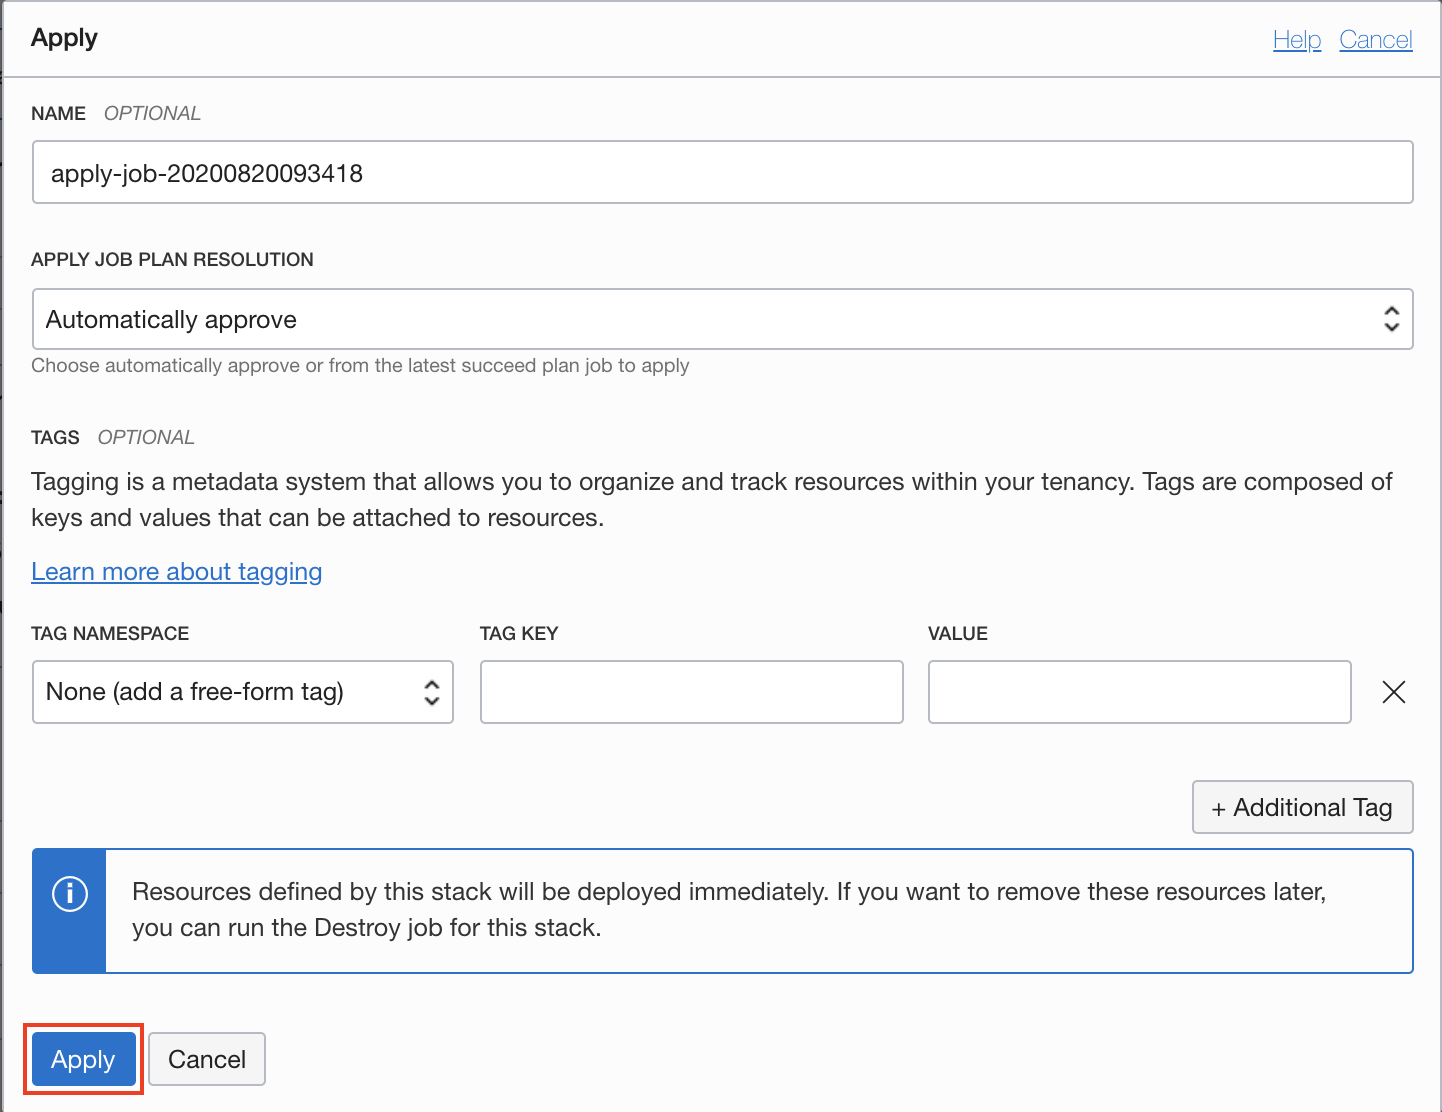 Apply
Help Cancel
NAME OPTIONAL
apply-job-20200820093418
APPLY JOB PLAN RESOLUTION
Automatically approve
Choose automatically approve or from the latest succeed plan job to apply
TAGS OPTIONAL
Tagging is a metadata system that allows you to organize and track resources within your tenancy. Tags are composed of
keys and values that can be attached to resources.
Learn more about tagging
TAG NAMESPACE TAG KEY VALUE
None (add a free-form tag)
+ Additional Tag
Resources defined by this stack will be deployed immediately. If you want to remove these resources later,
you can run the Destroy job for this stack.
Apply Cancel